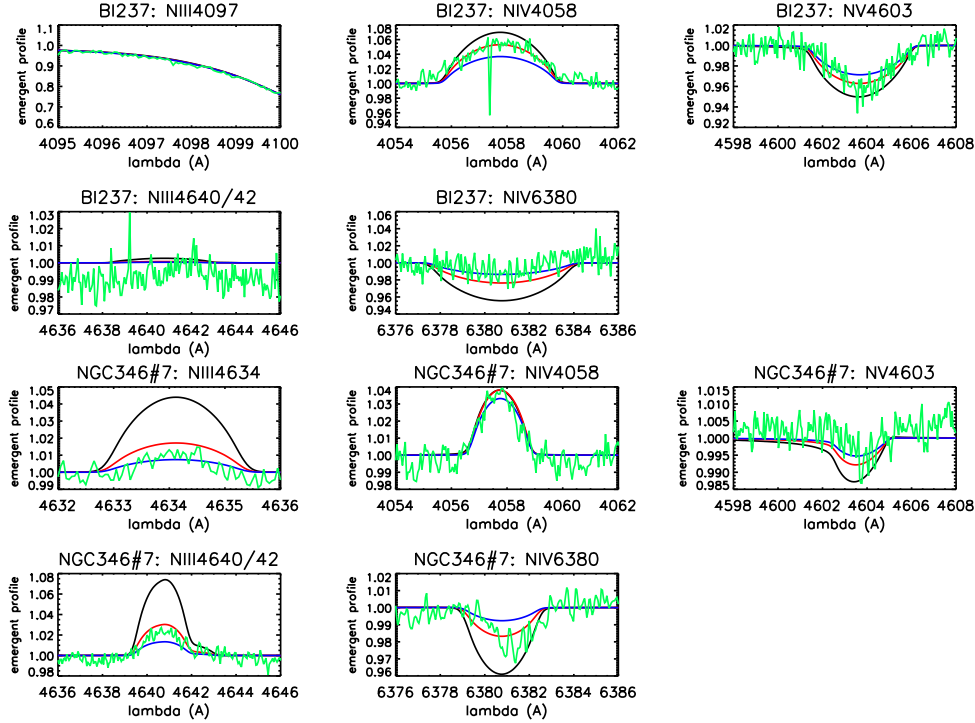 BI237: NIII4097
BI237: NIV4058
BI237: NV4603
emergent profile
1.1
1.0
0.9
0.8
0.7
0.6
4095 4096 4097 4098 4099 4100
lambda (A)
emergent profile
1.08
1.06
1.04
1.02
1.00
0.98
0.96
0.94
4054 4056 4058 4060 4062
lambda (A)
emergent profile
1.02
1.00
0.98
0.96
0.94
0.92
4598 4600 4602 4604 4606 4608
lambda (A)
BI237: NIII4640/42
BI237: NIV6380
emergent profile
1.03
1.02
1.01
1.00
0.99
0.98
0.97
4636 4638 4640 4642 4644 4646
lambda (A)
emergent profile
1.06
1.04
1.02
1.00
0.98
0.96
0.94
6376 6378 6380 6382 6384 6386
lambda (A)
NGC346#7: NIII4634
NGC346#7: NIV4058
NGC346#7: NV4603
emergent profile
1.05
1.04
1.03
1.02
1.01
1.00
0.99
4632 4633 4634 4635 4636
lambda (A)
emergent profile
1.04
1.03
1.02
1.01
1.00
0.99
0.98
4054 4056 4058 4060 4062
lambda (A)
emergent profile
1.015
1.010
1.005
1.000
0.995
0.990
0.985
4598 4600 4602 4604 4606 4608
lambda (A)
NGC346#7: NIII4640/42
NGC346#7: NIV6380
emergent profile
1.08
1.06
1.04
1.02
1.00
0.98
4636 4638 4640 4642 4644 4646
lambda (A)
emergent profile
1.02
1.00
0.99
0.98
0.97
0.96
6376 6378 6380 6382 6384 6386
lambda (A)